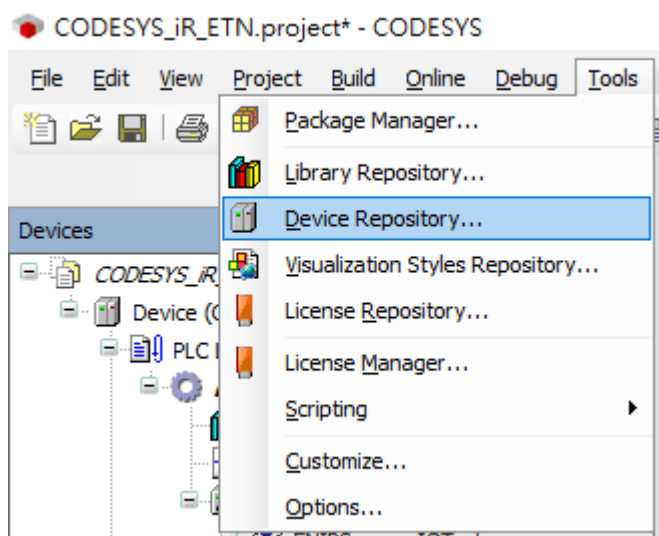 CODESYS_iR_ETN.project* - CODESYS
File Edit View Project Build Online Debug Tools
Package Manager...
Library Repository...
Device Repository...
Visualization Styles Repository...
License Repository...
License Manager...
Scripting
Customize...
Options...
Devices
CODESYS_iR_
Device (
PLC